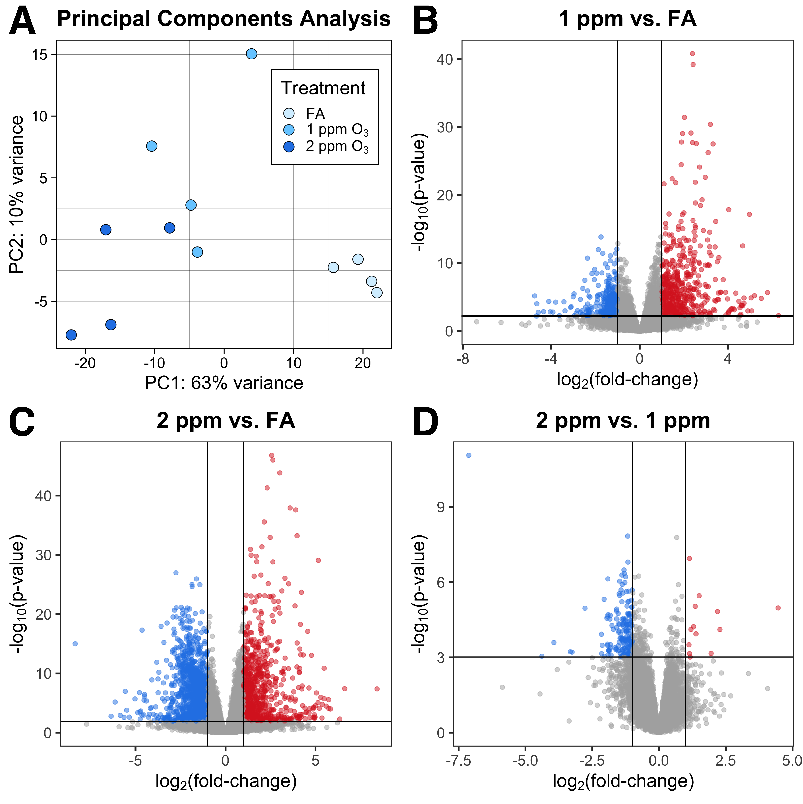 A
Principal Components Analysis
15
10
5
0
-5
PC2: 10% variance
Treatment
FA
1 ppm O₃
2 ppm O₃
-20
-10
0
10
20
PC1: 63% variance
B
1 ppm vs. FA
40
30
20
10
0
-log₁₀(p-value)
-8
-4
0
4
log₂(fold-change)
C
2 ppm vs. FA
40
30
20
10
0
-log₁₀(p-value)
-5
0
5
log₂(fold-change)
D
2 ppm vs. 1 ppm
9
6
3
0
-log₁₀(p-value)
-7.5
-5.0
-2.5
0.0
2.5
5.0
log₂(fold-change)